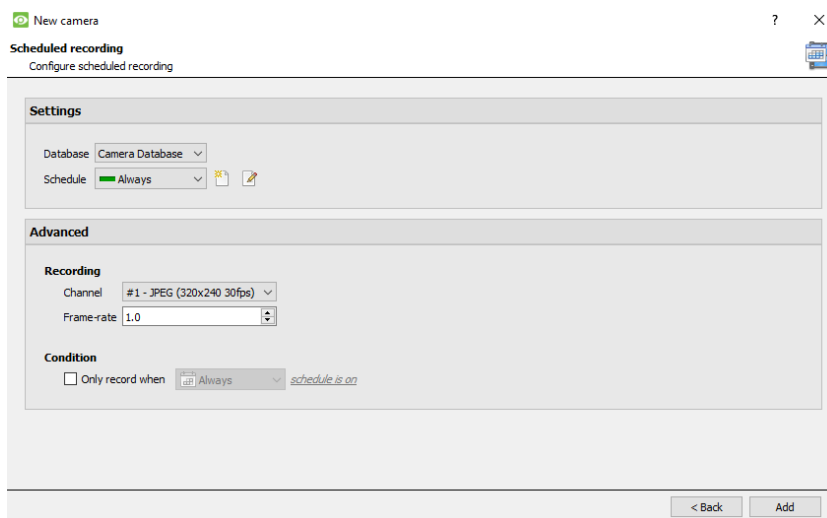 New camera ?
Scheduled recording
Configure scheduled recording
Settings
Database Camera Database
Schedule Always
Advanced
Recording
Channel #1 - JPEG (320x240 30fps)
Frame-rate 1.0
Condition
Only record when Always schedule is on
< Back Add